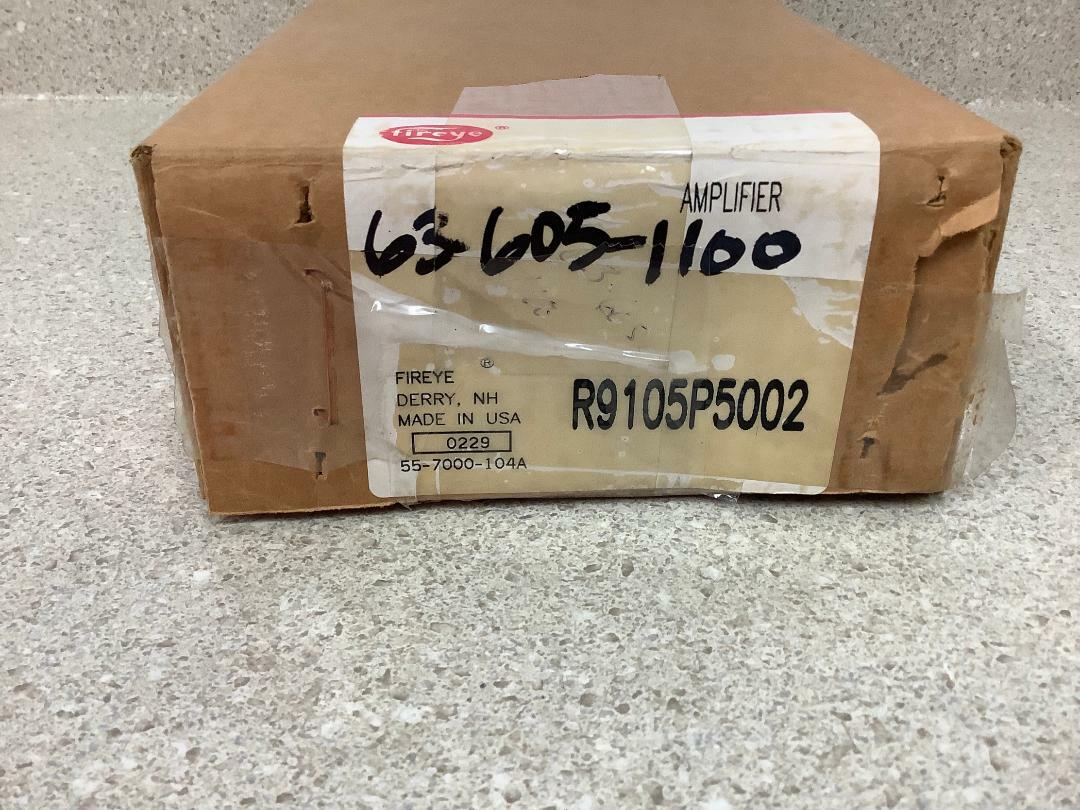 fireye®
AMPLIFIER
63 605-1100
®
FIREYE
DERRY, NH
MADE IN USA
0229
55-7000-104A
R9105P5002